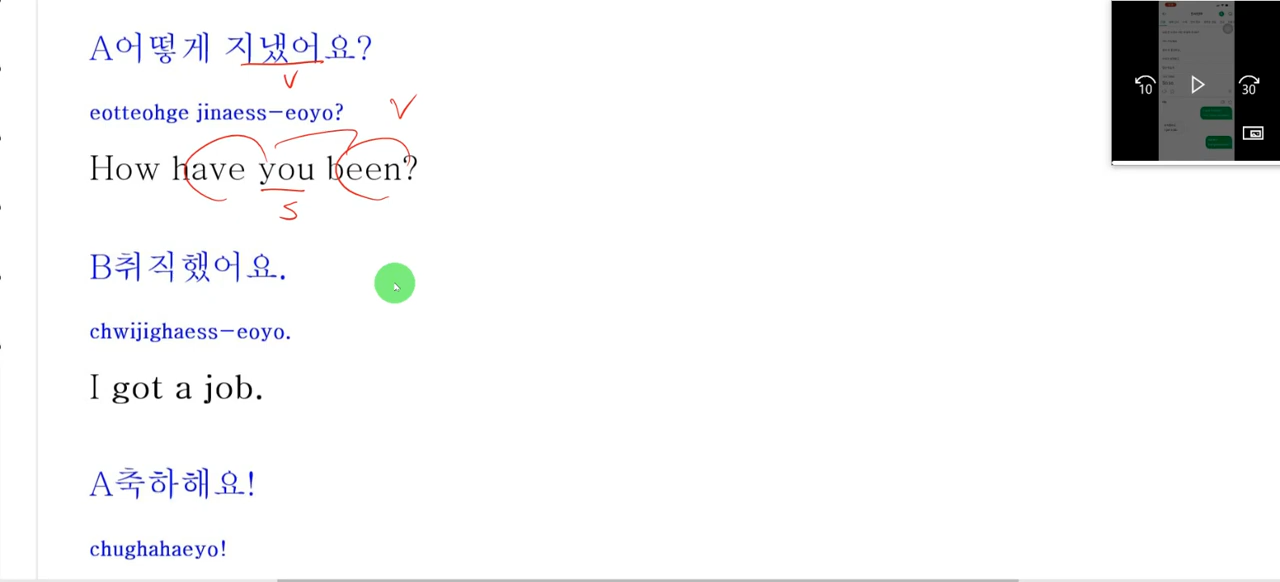 A어떻게 지냈어요?
V
eotteohge jinaess-eoyo?
V
How have you been?
S
B취직했어요.
chwijighaess-eoyo.
I got a job.
A축하해요!
chughahaeyo!
10
30